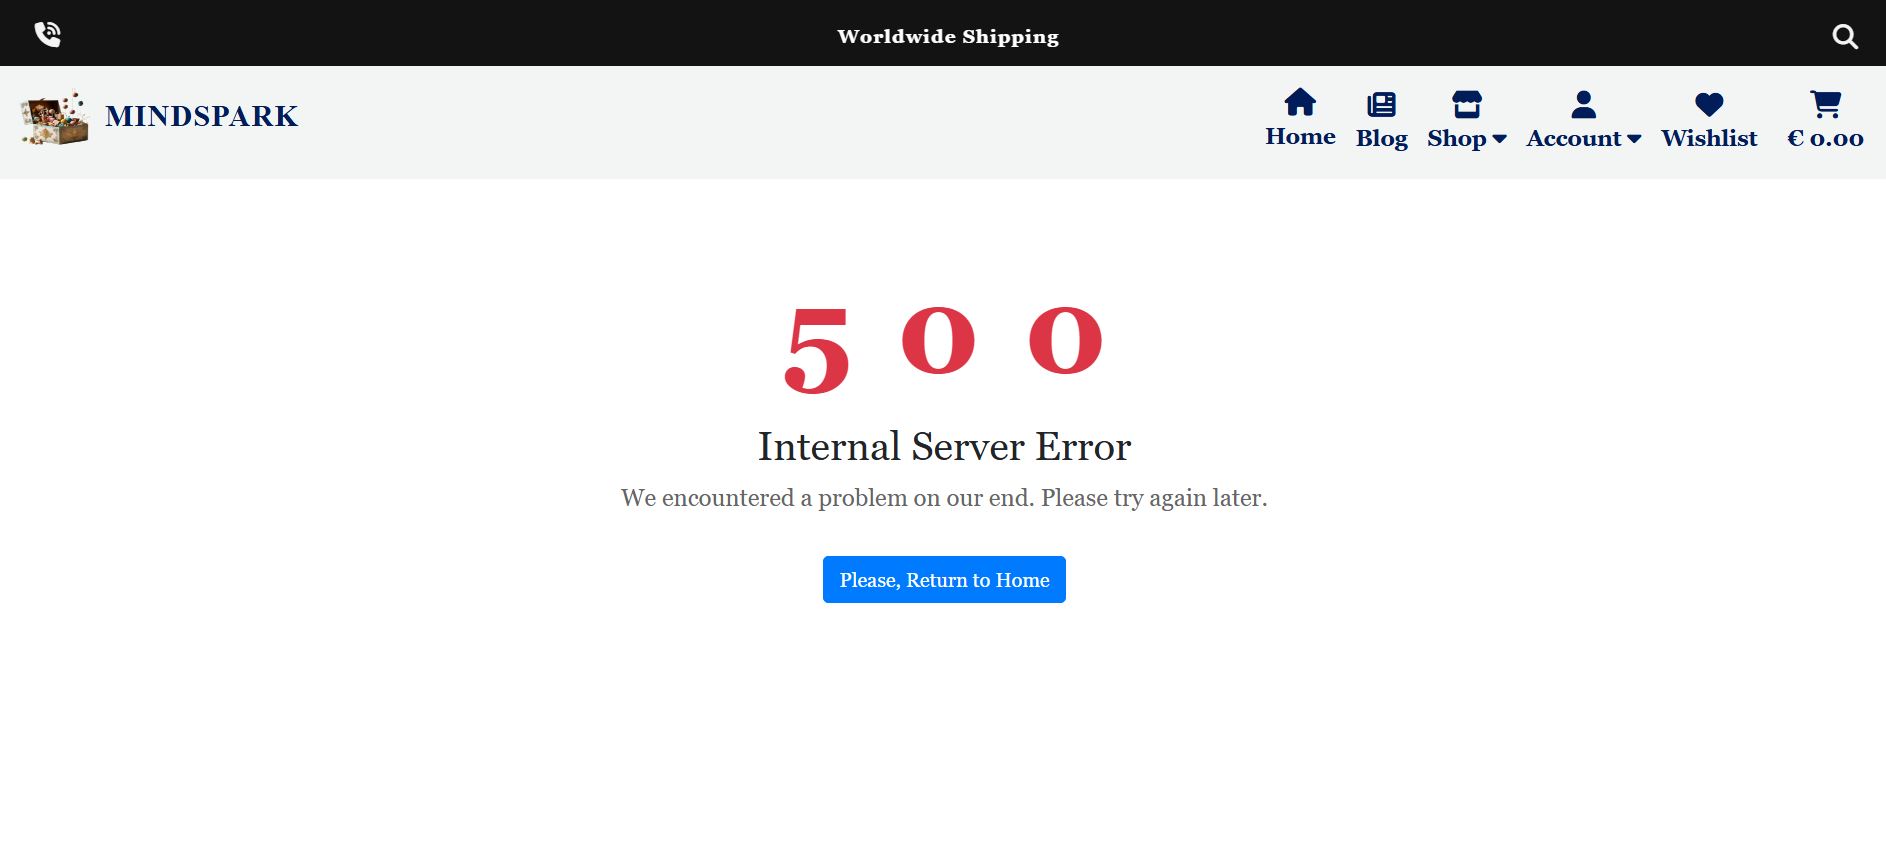 Worldwide Shipping
MINDSPARK
Home Blog Shop Account Wishlist € 0.00
5 0 0
Internal Server Error
We encountered a problem on our end. Please try again later.
Please, Return to Home